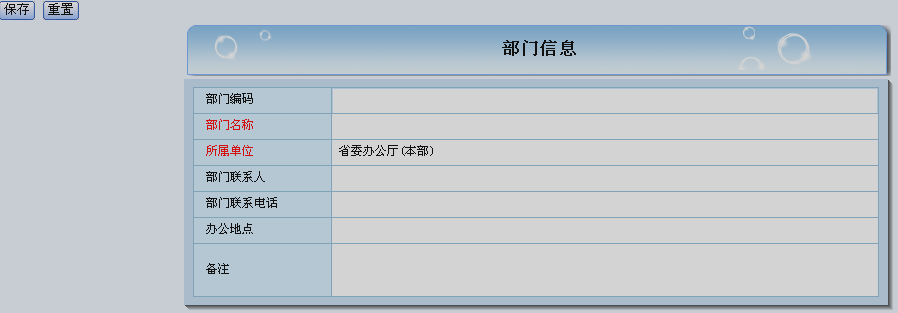 保存 重置
部门信息
部门编码
部门名称
所属单位 省委办公厅(本部)
部门联系人
部门联系电话
办公地点
备注